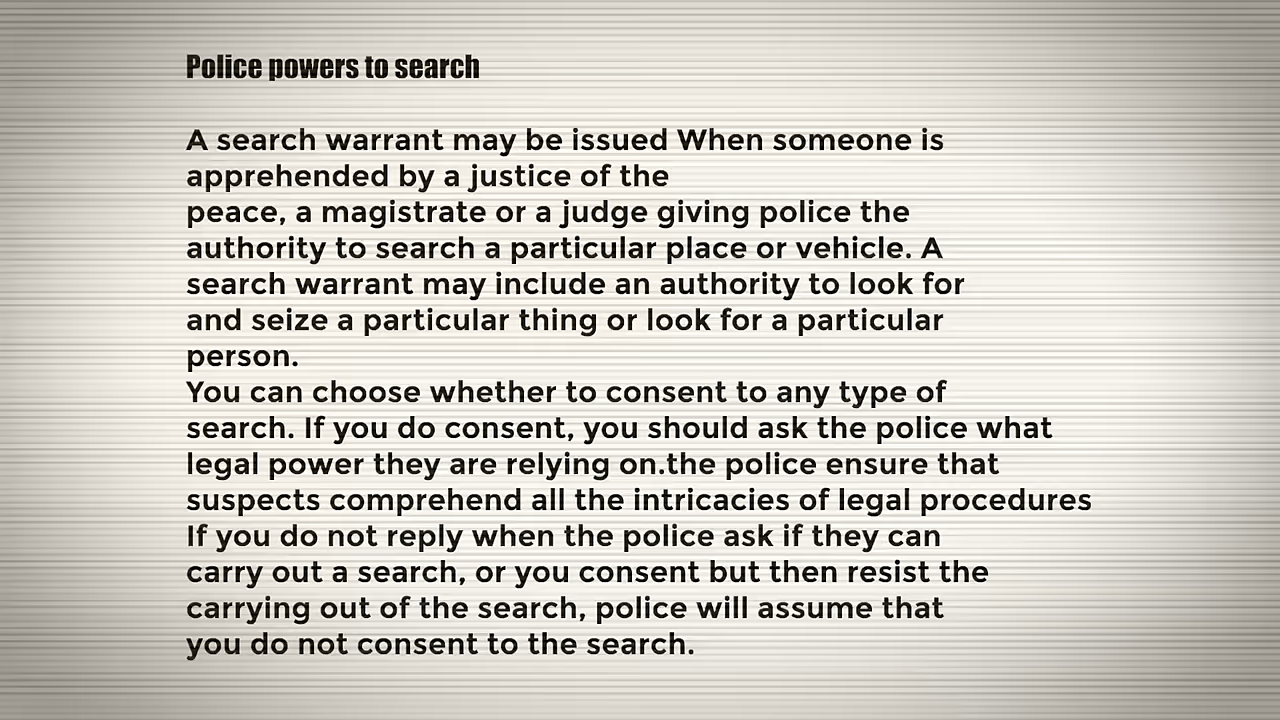 Police powers to search
A search warrant may be issued When someone is
apprehended by a justice of the
peace, a magistrate or a judge giving police the
authority to search a particular place or vehicle. A
search warrant may include an authority to look for
and seize a particular thing or look for a particular
person.
You can choose whether to consent to any type of
search. If you do consent, you should ask the police what
legal power they are relying on.the police ensure that
suspects comprehend all the intricacies of legal procedures
If you do not reply when the police ask if they can
carry out a search, or you consent but then resist the
carrying out of the search, police will assume that
you do not consent to the search.